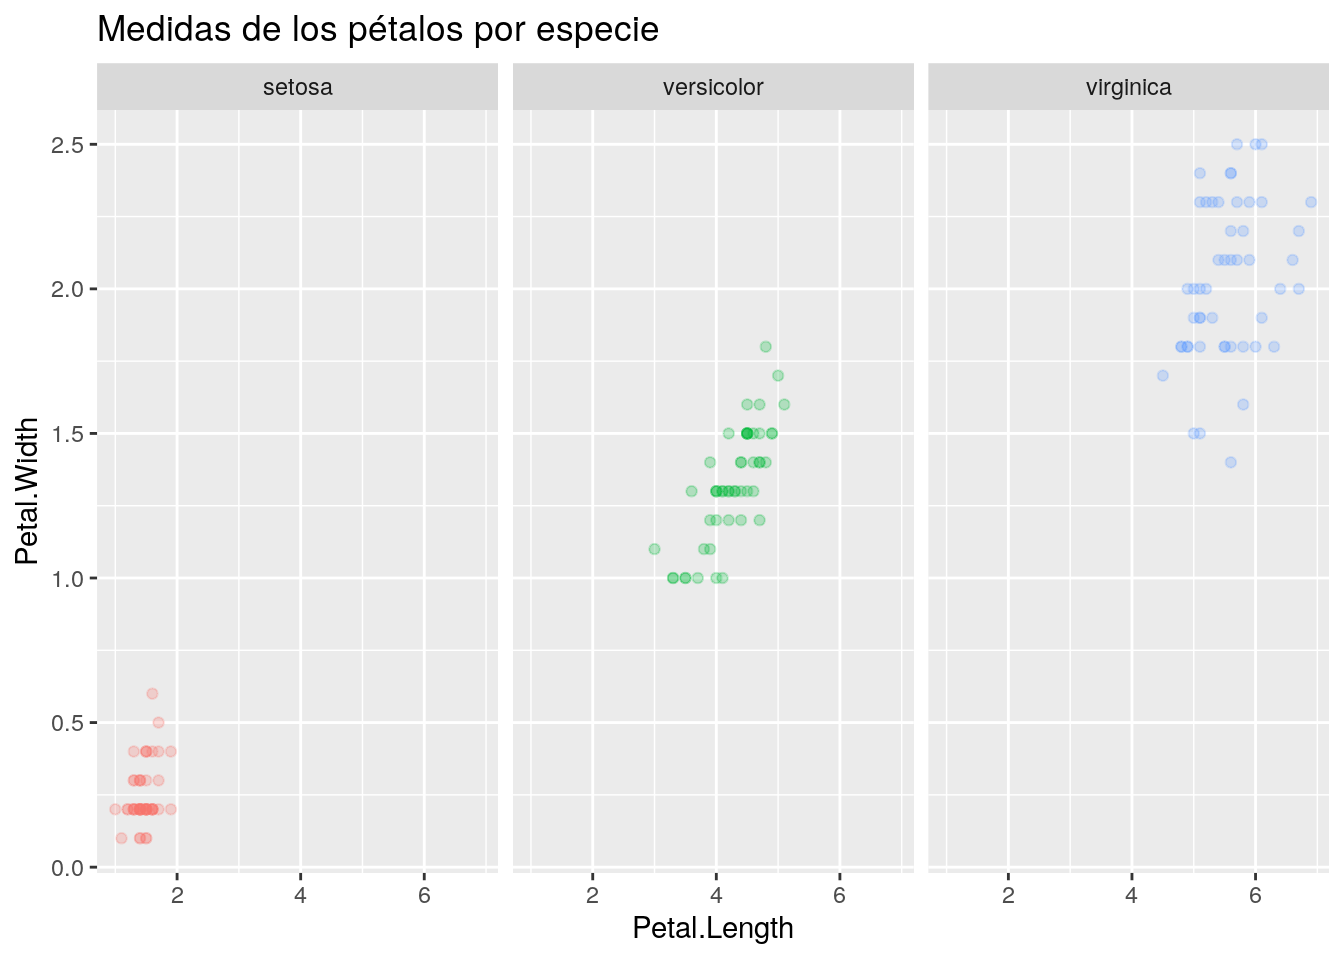 Medidas de los pétalos por especie
setosa
versicolor
virginica
2.5
2.0
1.5
1.0
0.5
0.0
Petal.Width
2 4 6
2 4 6
2 4 6
Petal.Length